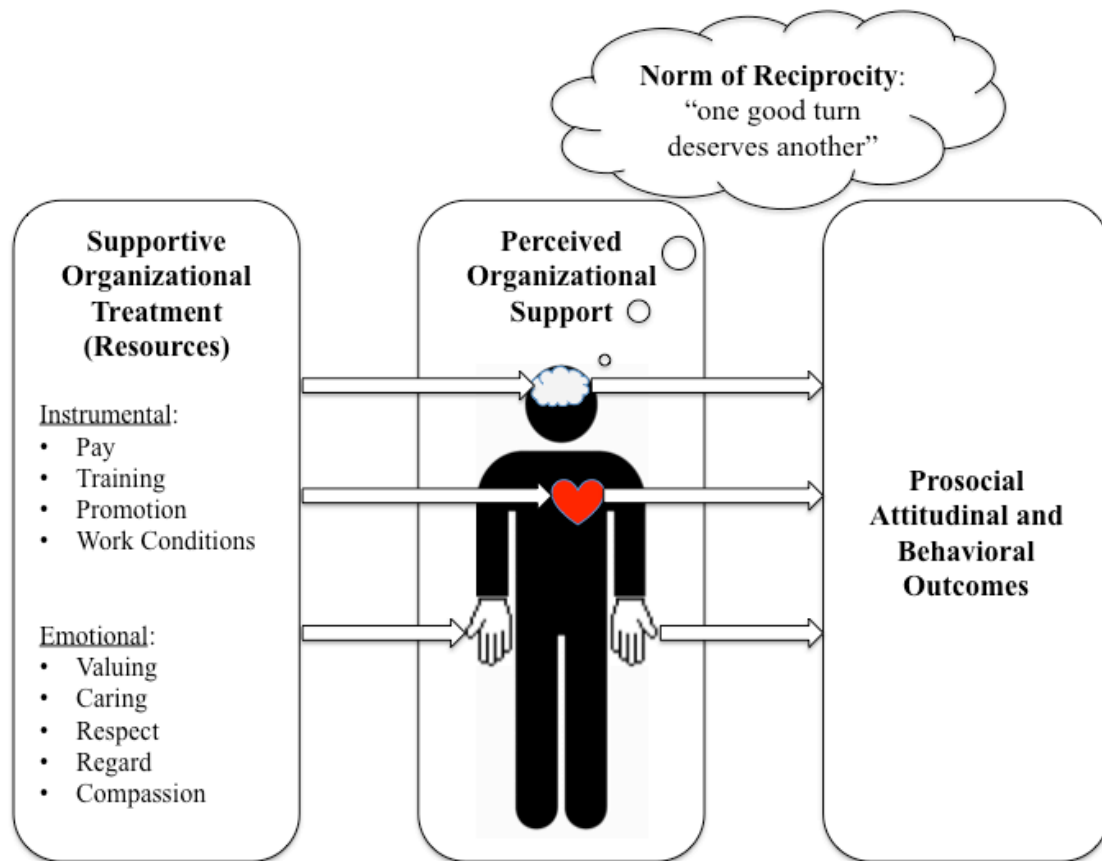 Norm of Reciprocity:
“one good turn
deserves another”
Supportive
Organizational
Treatment
(Resources)
Instrumental:
• Pay
• Training
• Promotion
• Work Conditions
Emotional:
• Valuing
• Caring
• Respect
• Regard
• Compassion
Perceived
Organizational
Support
Prosocial
Attitudinal and
Behavioral
Outcomes